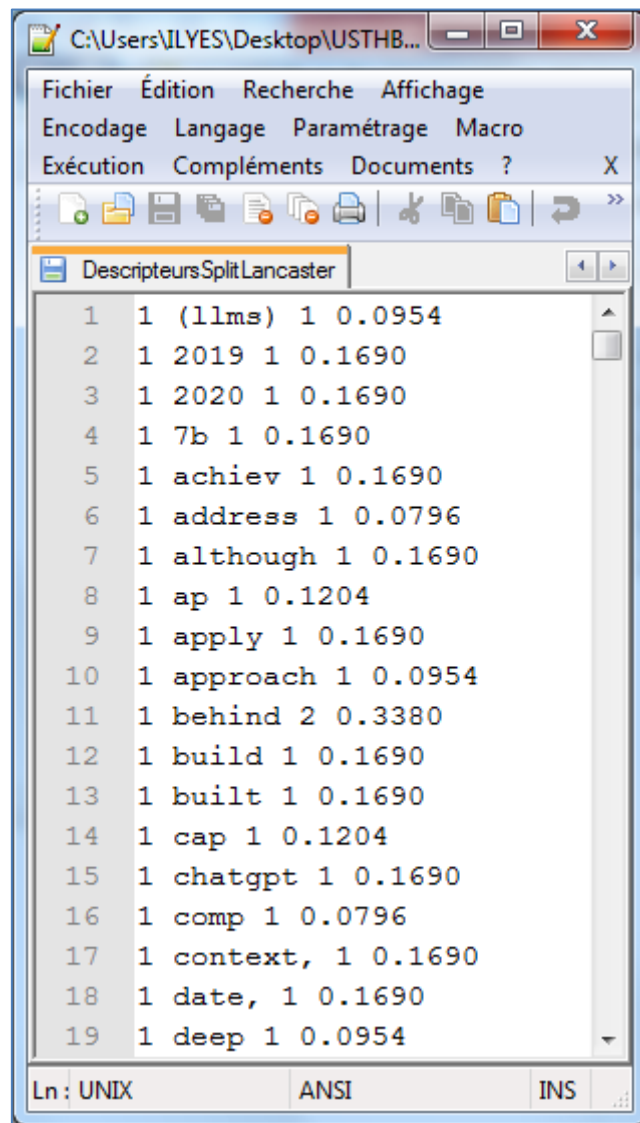 C:\Users\ILYES\Desktop\USTHB...
Fichier Édition Recherche Affichage
Encodage Langage Paramétrage Macro
Exécution Compléments Documents ? X
DescripteursSplitLancaster
1 1 (llms) 1 0.0954
2 1 2019 1 0.1690
3 1 2020 1 0.1690
4 1 7b 1 0.1690
5 1 achiev 1 0.1690
6 1 address 1 0.0796
7 1 although 1 0.1690
8 1 ap 1 0.1204
9 1 apply 1 0.1690
10 1 approach 1 0.0954
11 1 behind 2 0.3380
12 1 build 1 0.1690
13 1 built 1 0.1690
14 1 cap 1 0.1204
15 1 chatgpt 1 0.1690
16 1 comp 1 0.0796
17 1 context, 1 0.1690
18 1 date, 1 0.1690
19 1 deep 1 0.0954
Ln : UNIX ANSI INS